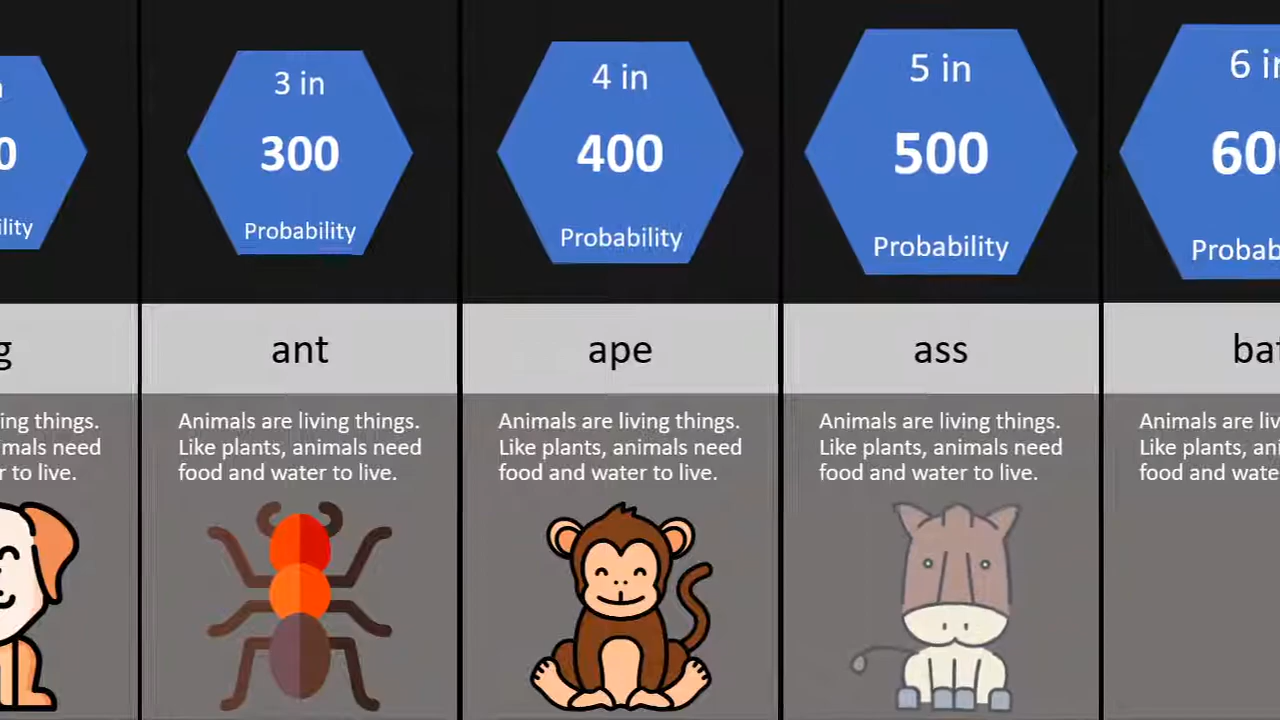 3 in
300
Probability
ant
Animals are living things.
Like plants, animals need
food and water to live.
4 in
400
Probability
ape
Animals are living things.
Like plants, animals need
food and water to live.
5 in
500
Probability
ass
Animals are living things.
Like plants, animals need
food and water to live.
6 in